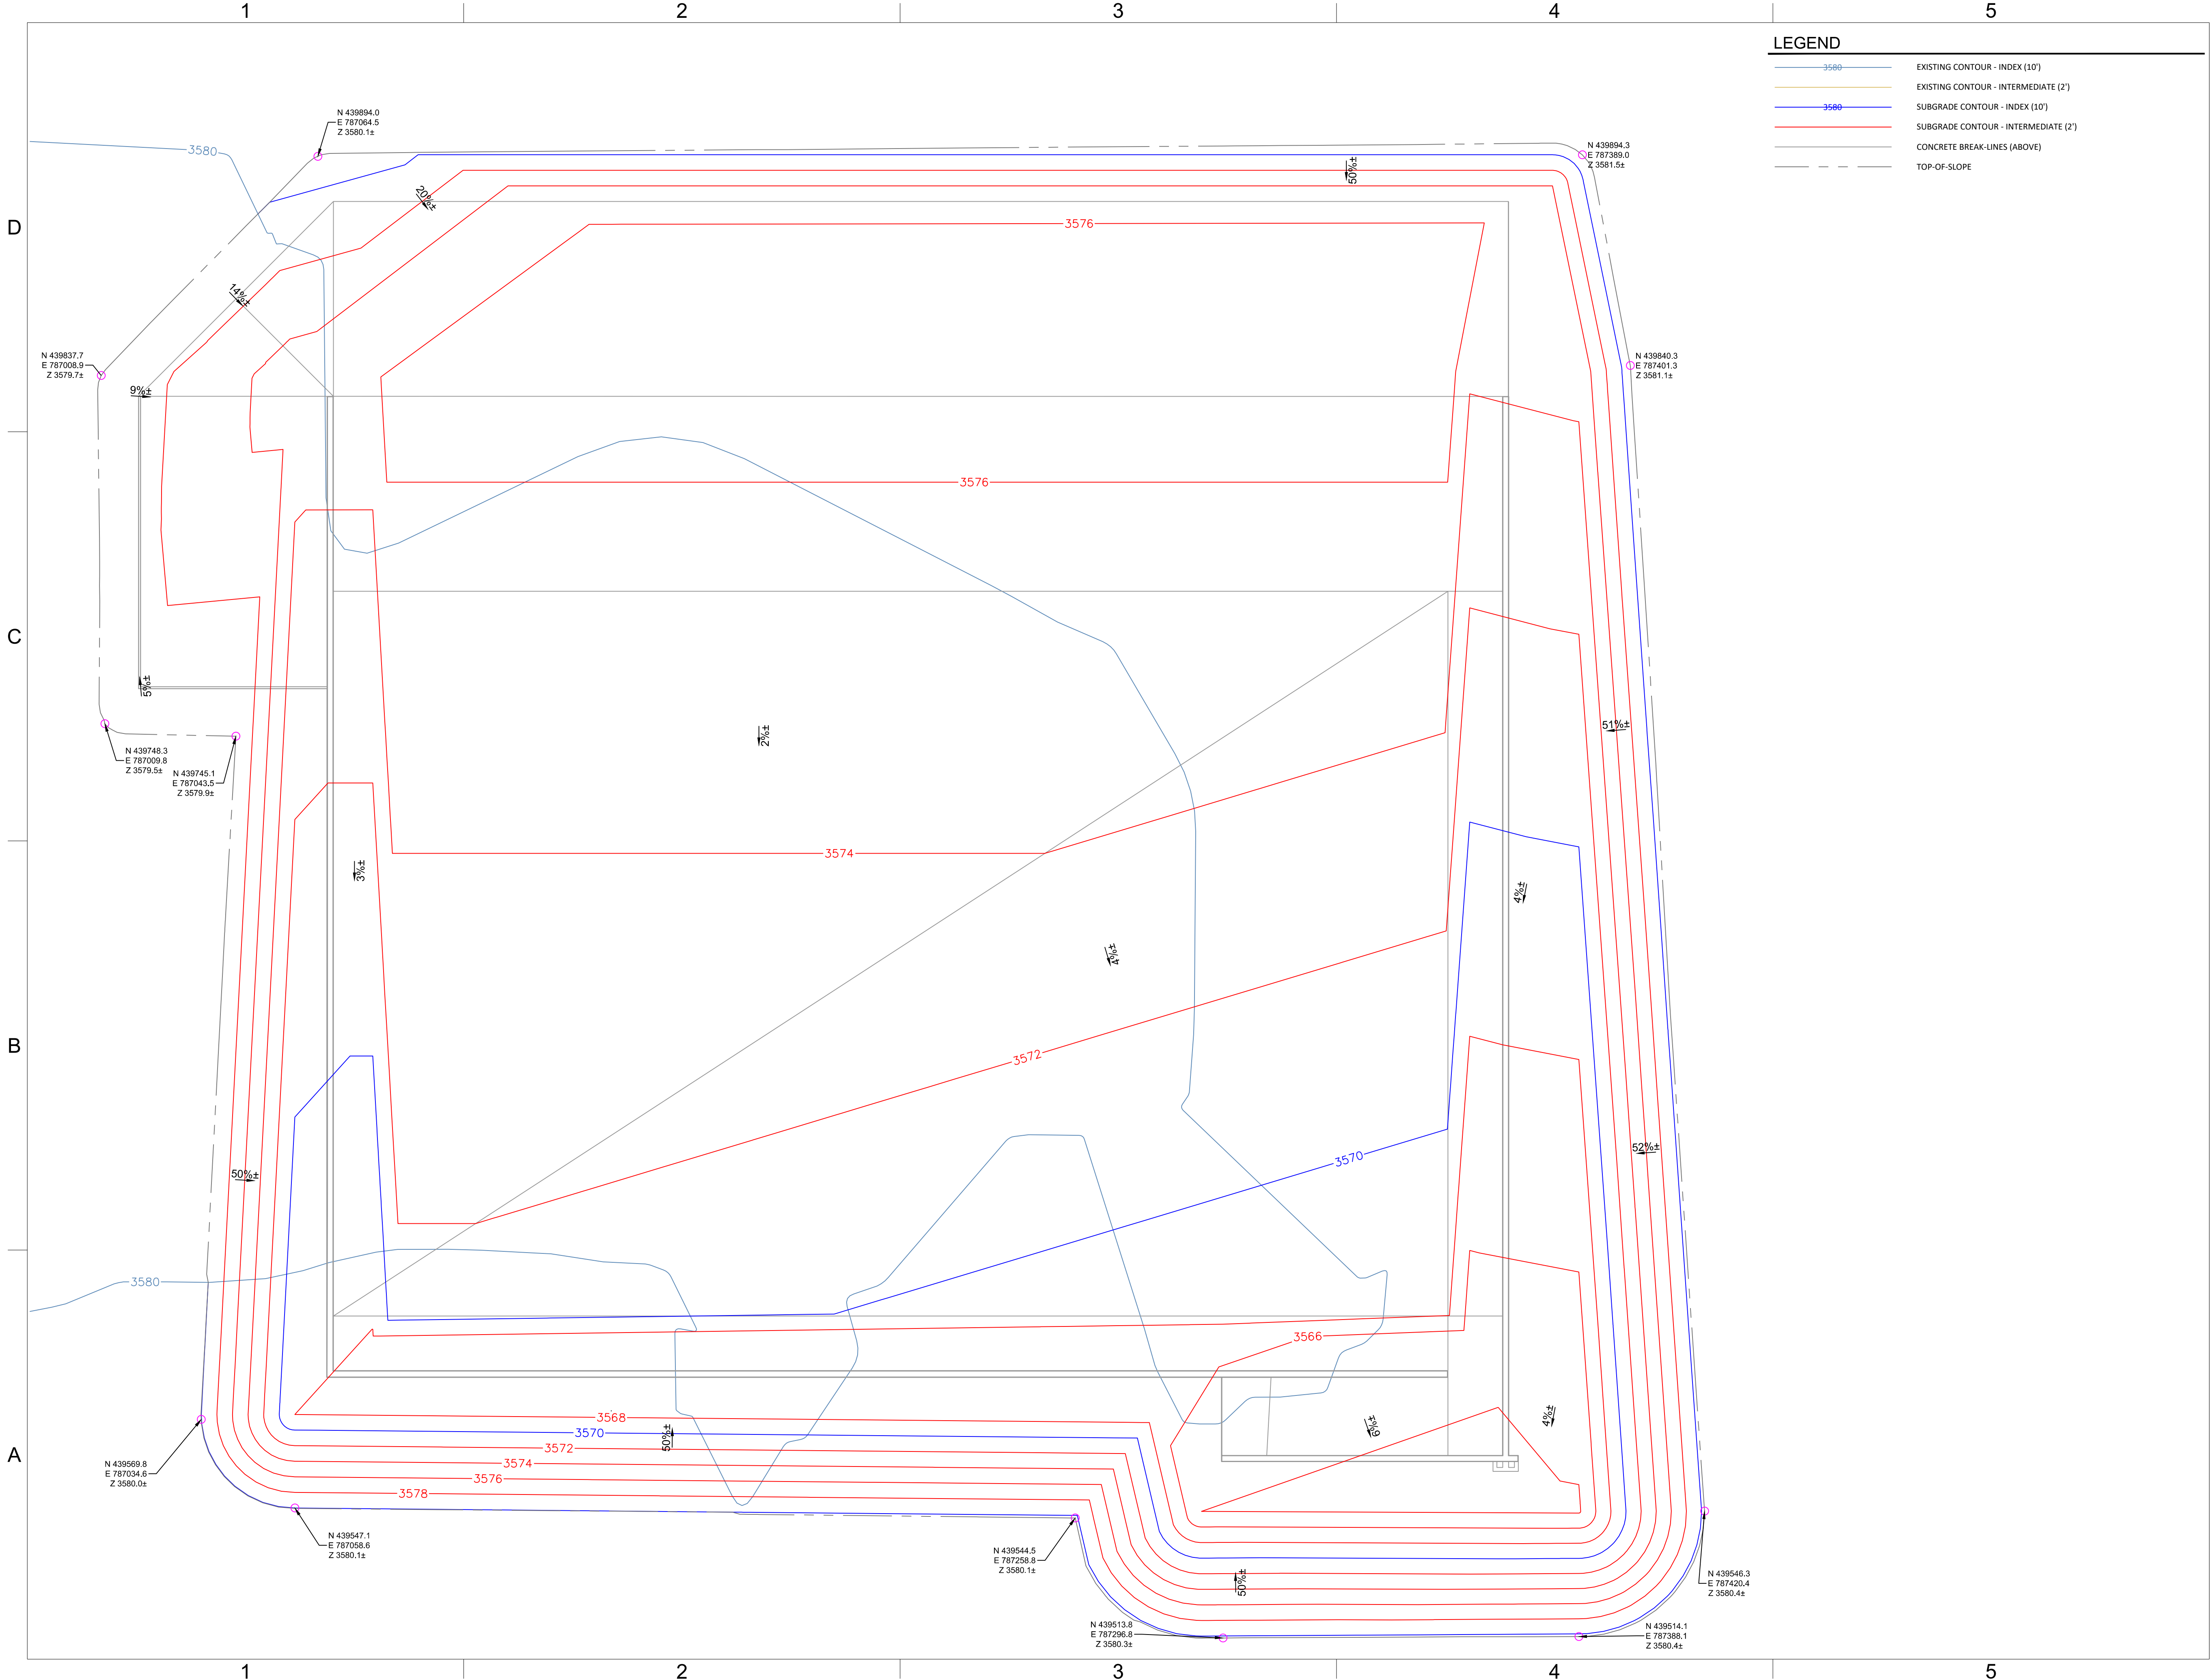 1 2 3 4 5
LEGEND
3580 EXISTING CONTOUR - INDEX (10')
EXISTING CONTOUR - INTERMEDIATE (2')
3580 SUBGRADE CONTOUR - INDEX (10')
SUBGRADE CONTOUR - INTERMEDIATE (2')
CONCRETE BREAK-LINES (ABOVE)
TOP-OF-SLOPE
N 439894.0
E 787064.5
Z 3580.1±
3580
N 439894.3
E 787389.0
Z 3581.5±
50%±
20%±
D
3576
14%±
N 439837.7
E 787008.9
Z 3579.7±
N 439840.3
E 787401.3
Z 3581.1±
9%±
3576
C
5%±
51%±
2%±
N 439748.3
E 787009.8
Z 3579.5±
N 439745.1
E 787043.5
Z 3579.9±
3574
3%±
4%±
4%±
B
3572
52%±
3570
50%±
3580
3566
3568
3570
50%±
3572
3574
3576
3578
6%±
4%±
A
N 439569.8
E 787034.6
Z 3580.0±
N 439547.1
E 787058.6
Z 3580.1±
N 439544.5
E 787258.8
Z 3580.1±
50%±
N 439546.3
E 787420.4
Z 3580.4±
N 439513.8
E 787296.8
Z 3580.3±
N 439514.1
E 787388.1
Z 3580.4±
1 2 3 4 5